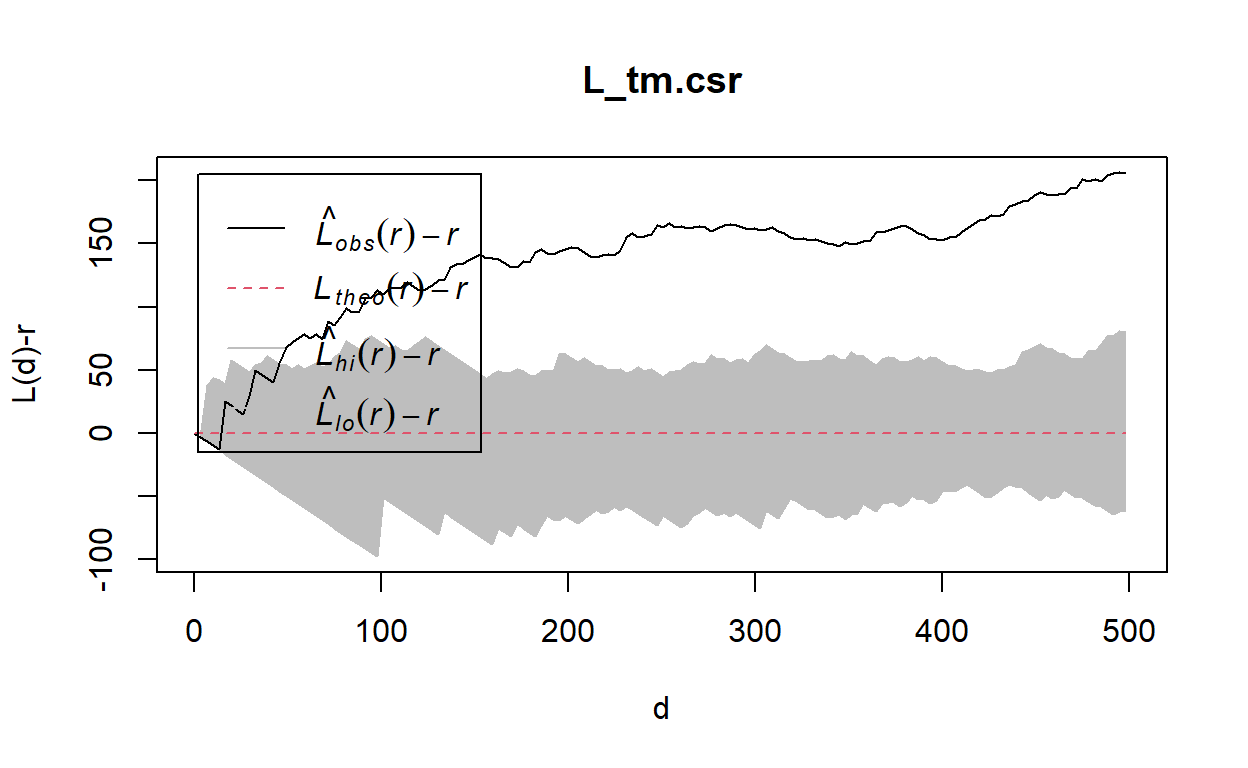 L_tm.csr
L̂obs(r) − r
Ltheo(r) − r
L̂hi(r) − r
L̂lo(r) − r
L(d)-r
150
50
0
-100
0 100 200 300 400 500
d